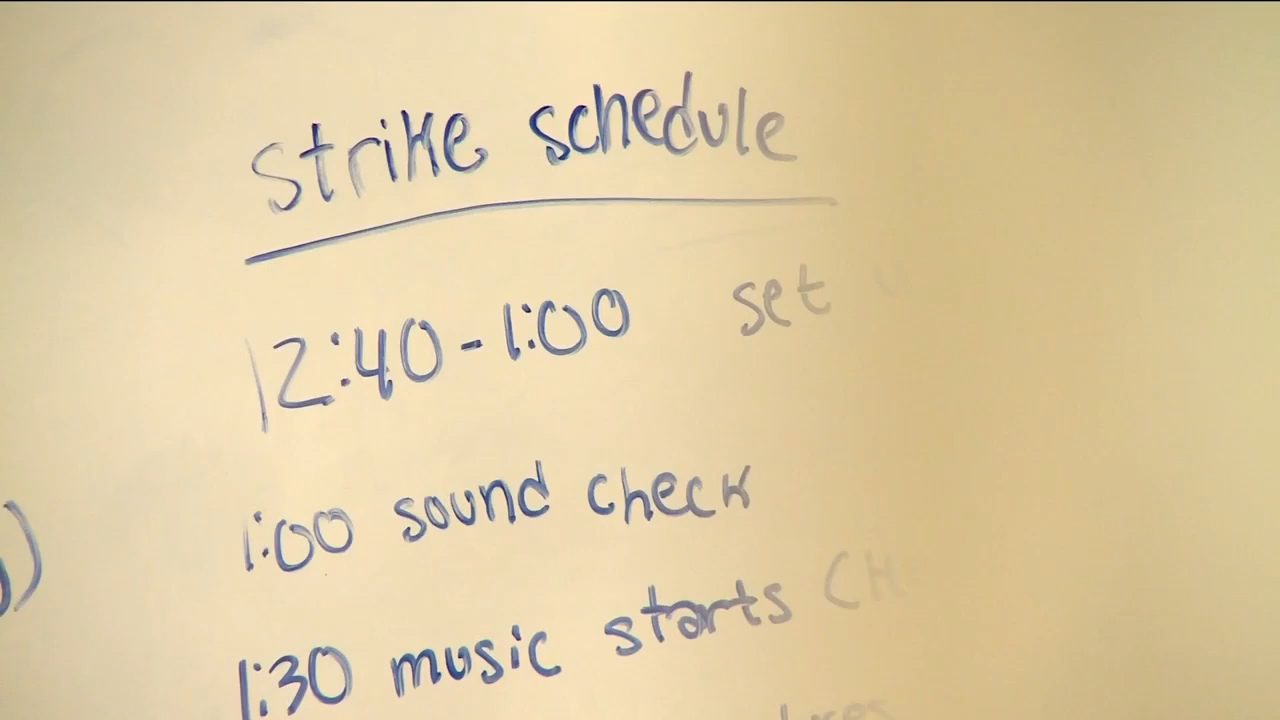 strike schedule
12:40-1:00 set
1:00 sound check
1:30 music starts